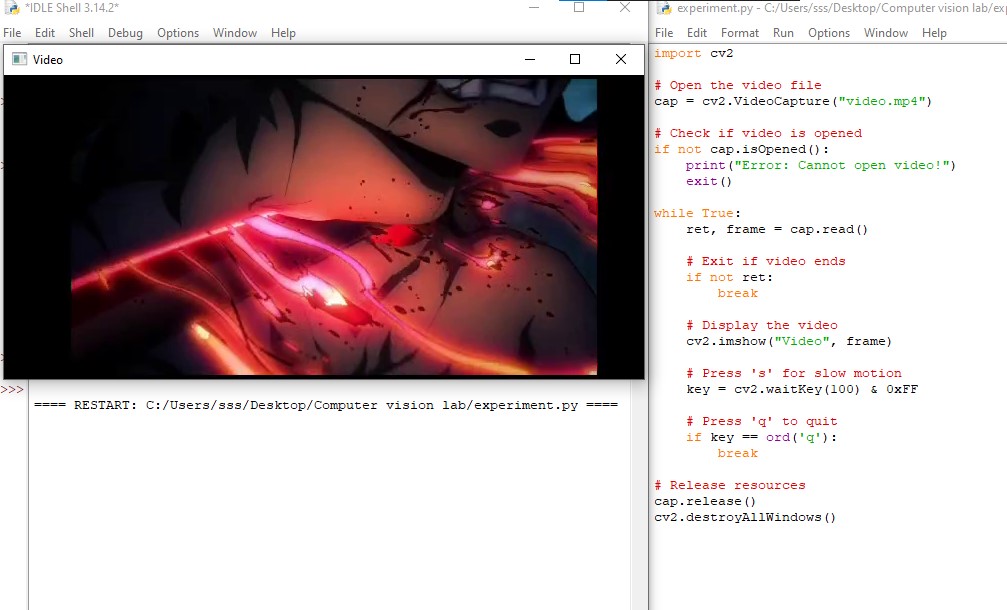 *IDLE Shell 3.14.2*
File Edit Shell Debug Options Window Help
Video
>>>
==== RESTART: C:/Users/sss/Desktop/Computer vision lab/experiment.py ====
experiment.py - C:/Users/sss/Desktop/Computer vision lab/ex
File Edit Format Run Options Window Help
import cv2
# Open the video file
cap = cv2.VideoCapture("video.mp4")
# Check if video is opened
if not cap.isOpened():
    print("Error: Cannot open video!")
    exit()
while True:
    ret, frame = cap.read()
    # Exit if video ends
    if not ret:
        break
    # Display the video
    cv2.imshow("Video", frame)
    # Press 's' for slow motion
    key = cv2.waitKey(100) & 0xFF
    # Press 'q' to quit
    if key == ord('q'):
        break
# Release resources
cap.release()
cv2.destroyAllWindows()